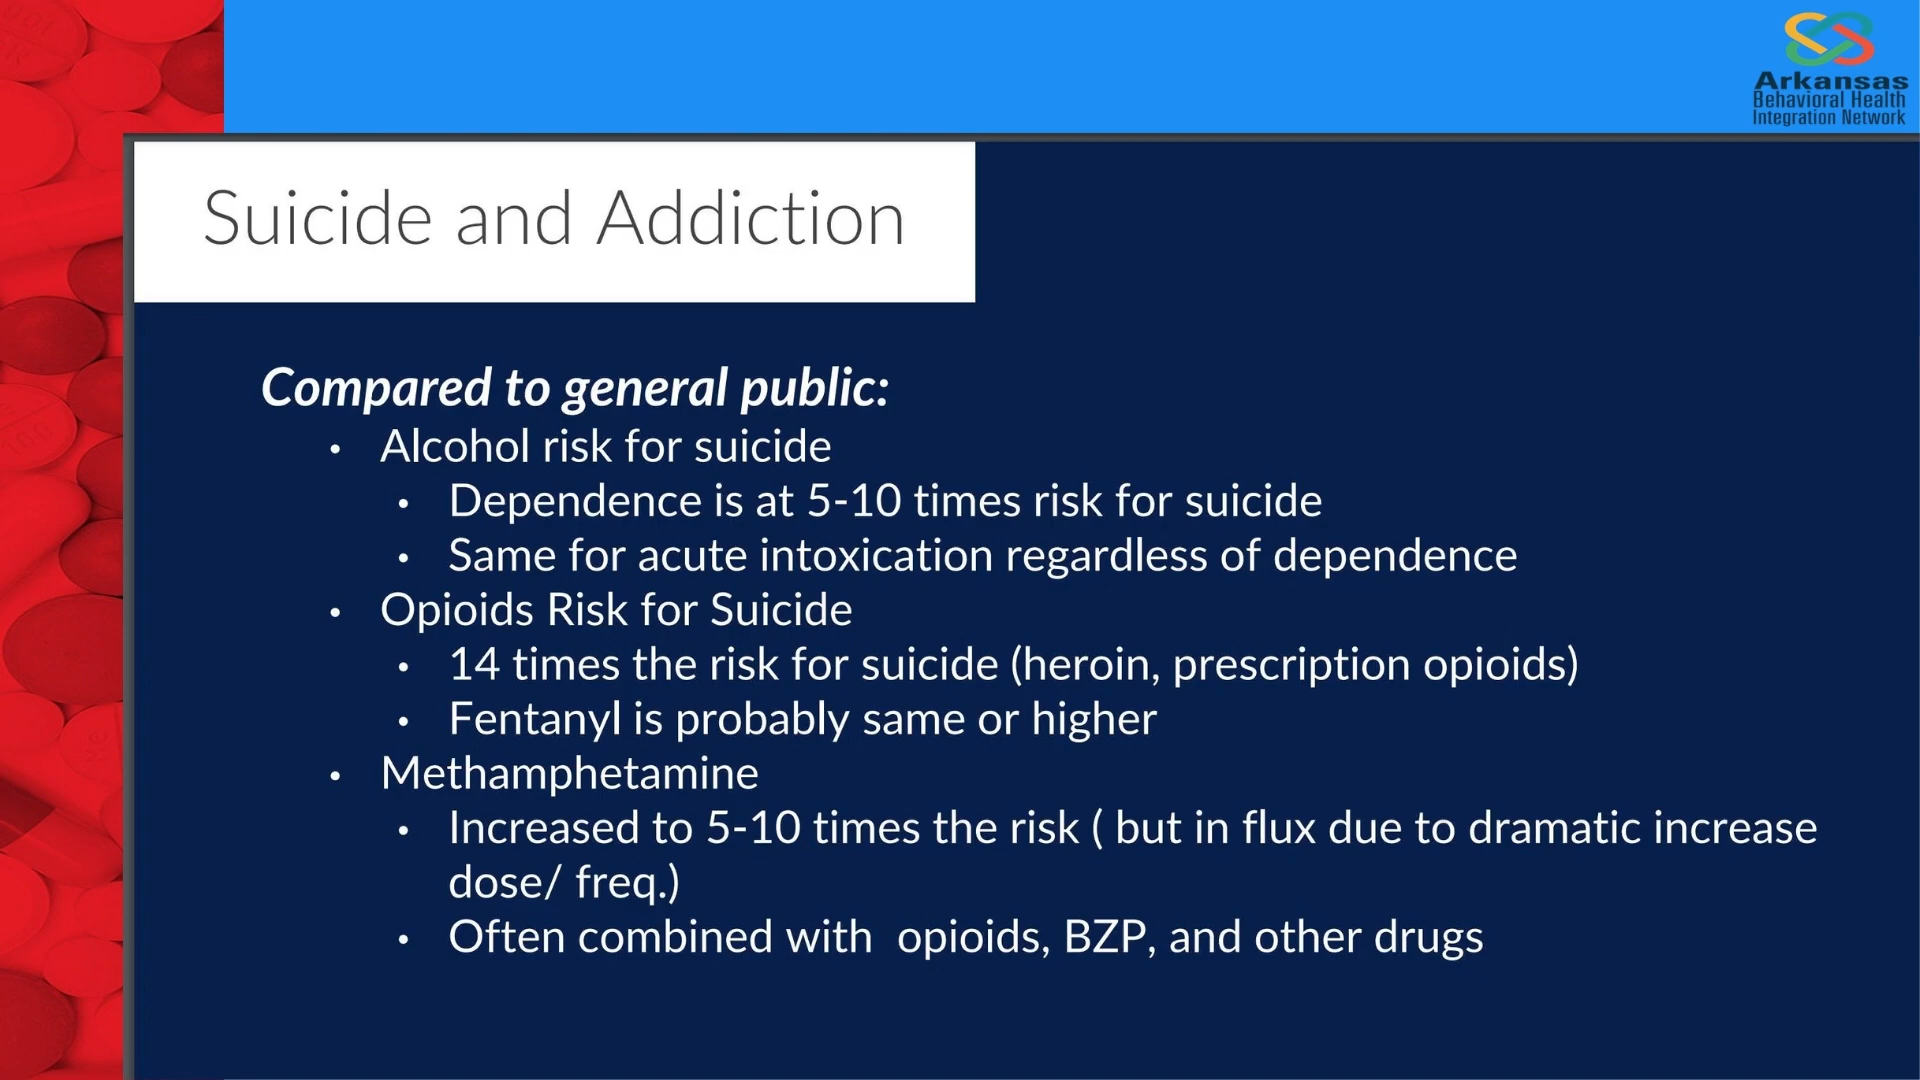 Arkansas
Behavioral Health
Integration Network
Suicide and Addiction
Compared to general public:
• Alcohol risk for suicide
• Dependence is at 5-10 times risk for suicide
• Same for acute intoxication regardless of dependence
• Opioids Risk for Suicide
• 14 times the risk for suicide (heroin, prescription opioids)
• Fentanyl is probably same or higher
• Methamphetamine
• Increased to 5-10 times the risk ( but in flux due to dramatic increase
dose/ freq.)
• Often combined with  opioids, BZP, and other drugs